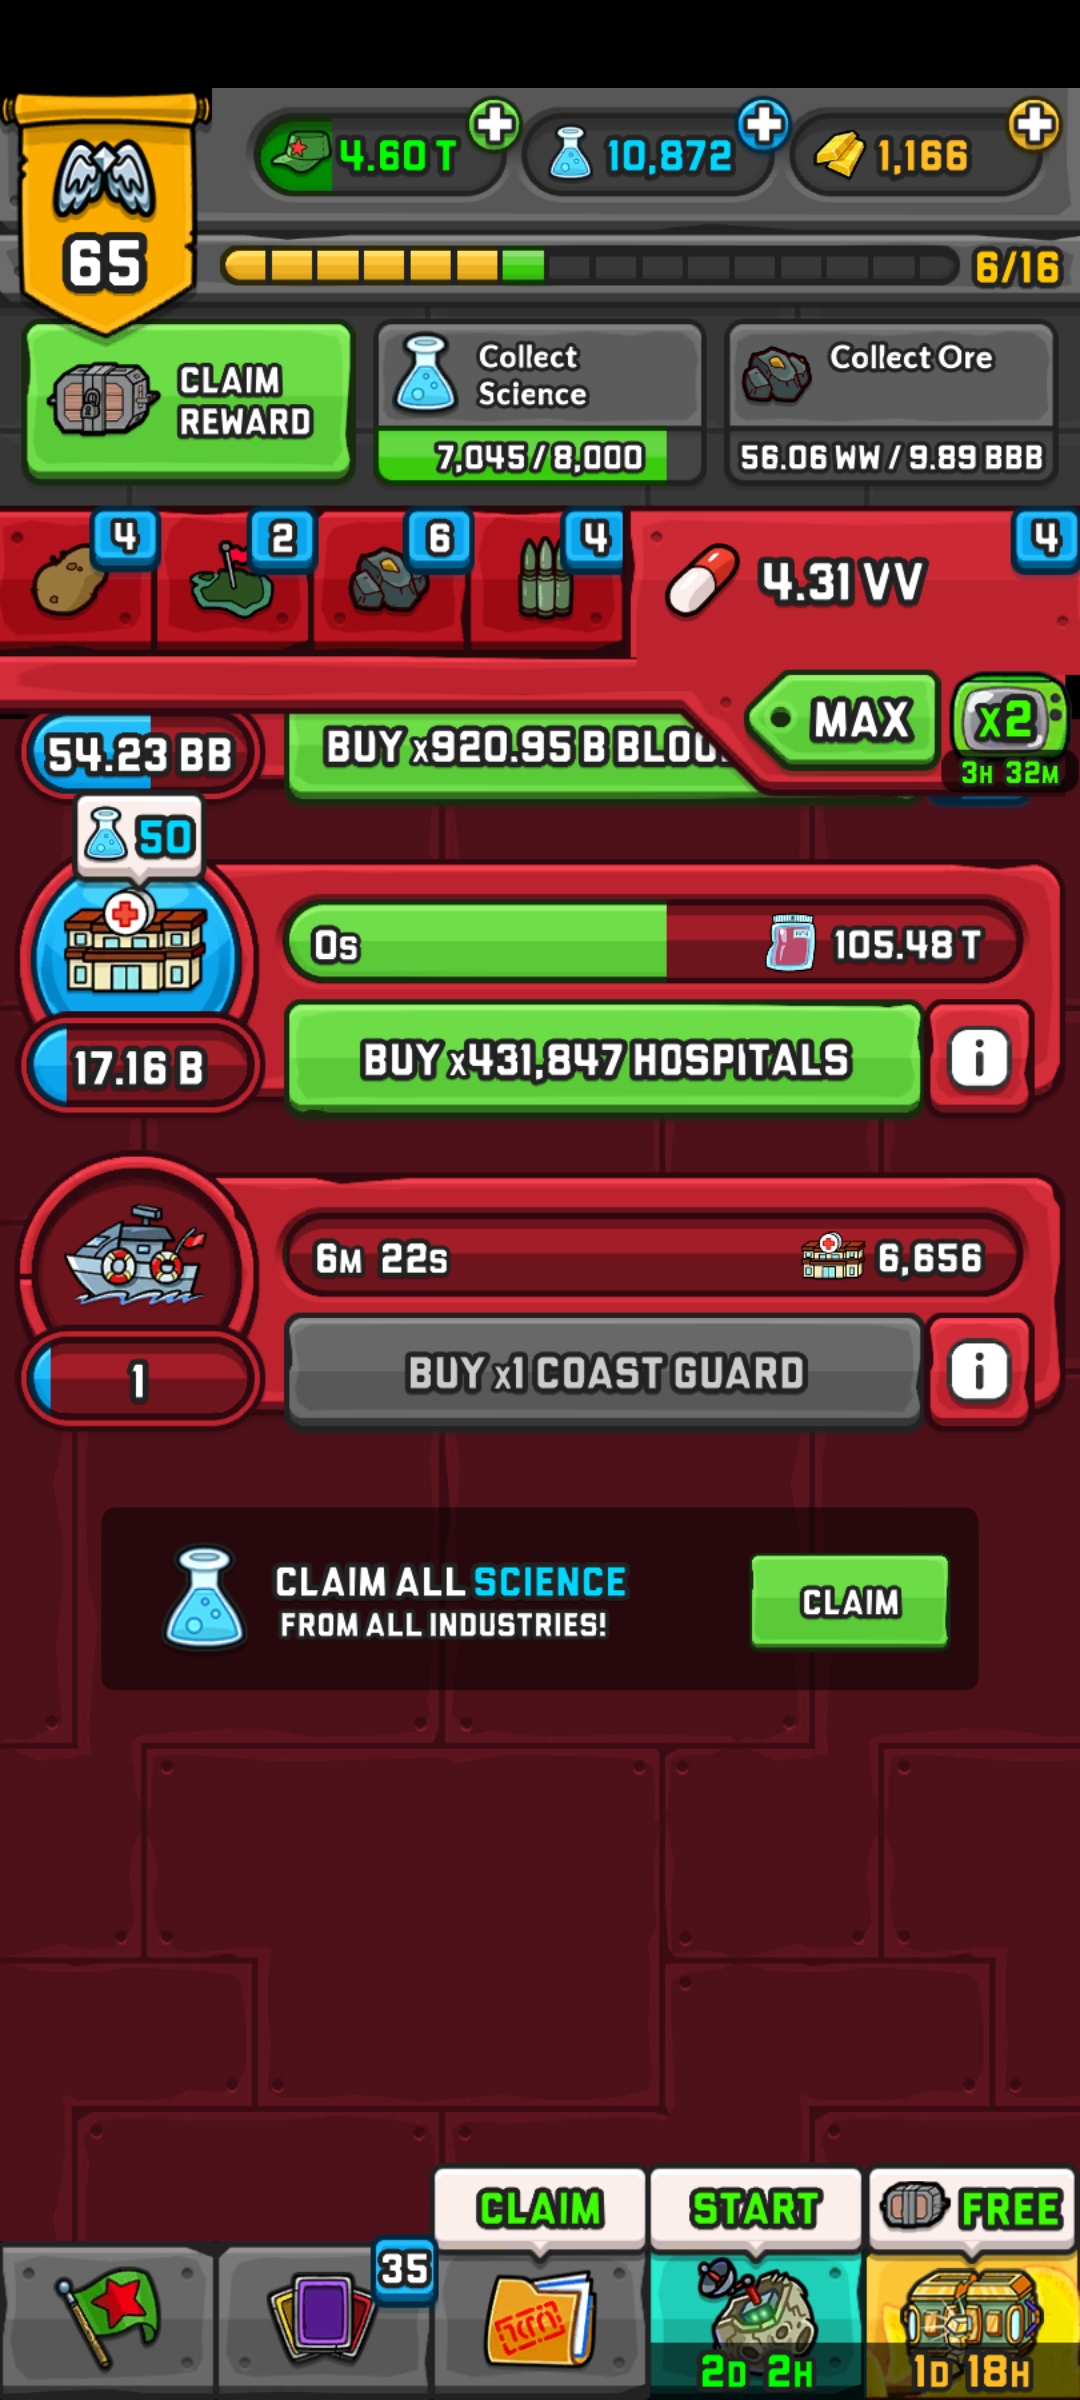 4.60 T
10,872
1,166
65
6/16
CLAIM
REWARD
Collect
Science
7,045/8,000
Collect Ore
56.06 WW / 9.89 BBB
4
2
6
4
4.31 VV
4
MAX
x2
3H 32M
54.23 BB
BUY x920.95 B BLOO
50
0s
105.48 T
17.16 B
BUY x431,847 HOSPITALS
i
6M 22s
6,656
1
BUY x1 COAST GUARD
i
CLAIM ALL SCIENCE
FROM ALL INDUSTRIES!
CLAIM
CLAIM
START
FREE
35
2D 2H
1D 18H